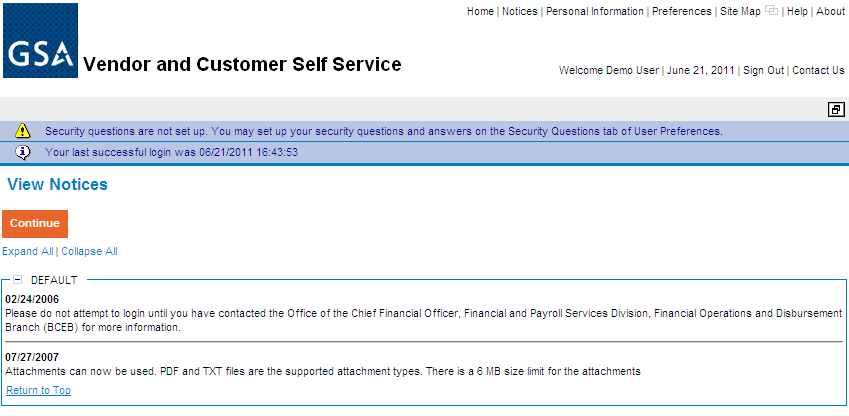 Home | Notices | Personal Information | Preferences | Site Map | Help | About
GSA
Vendor and Customer Self Service
Welcome Demo User | June 21, 2011 | Sign Out | Contact Us
Security questions are not set up. You may set up your security questions and answers on the Security Questions tab of User Preferences.
Your last successful login was 06/21/2011 16:43:53
View Notices
Continue
Expand All | Collapse All
DEFAULT
02/24/2006
Please do not attempt to login until you have contacted the Office of the Chief Financial Officer, Financial and Payroll Services Division, Financial Operations and Disbursement
Branch (BCEB) for more information.
07/27/2007
Attachments can now be used. PDF and TXT files are the supported attachment types. There is a 6 MB size limit for the attachments
Return to Top